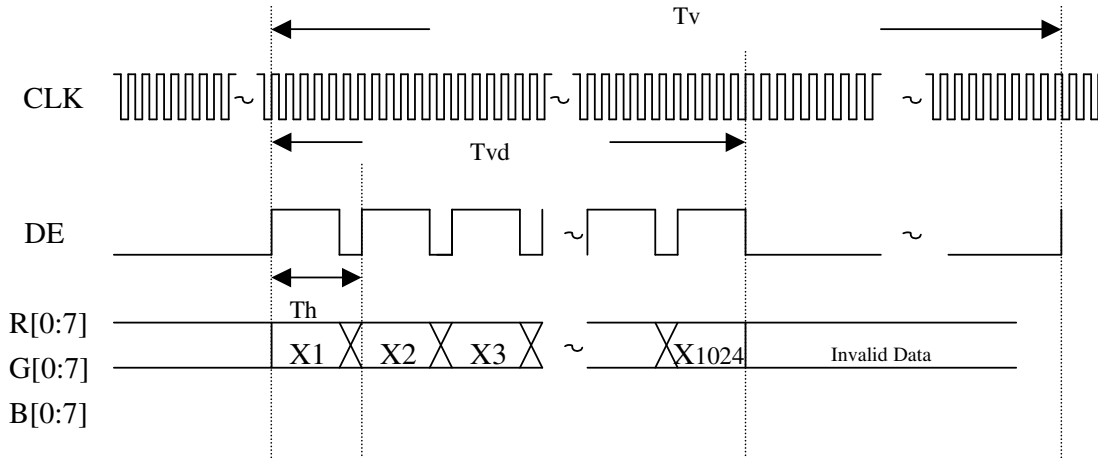 Tv
CLK
Tvd
DE
Th
R[0:7]
X1 X2 X3 X1024 Invalid Data
G[0:7]
B[0:7]